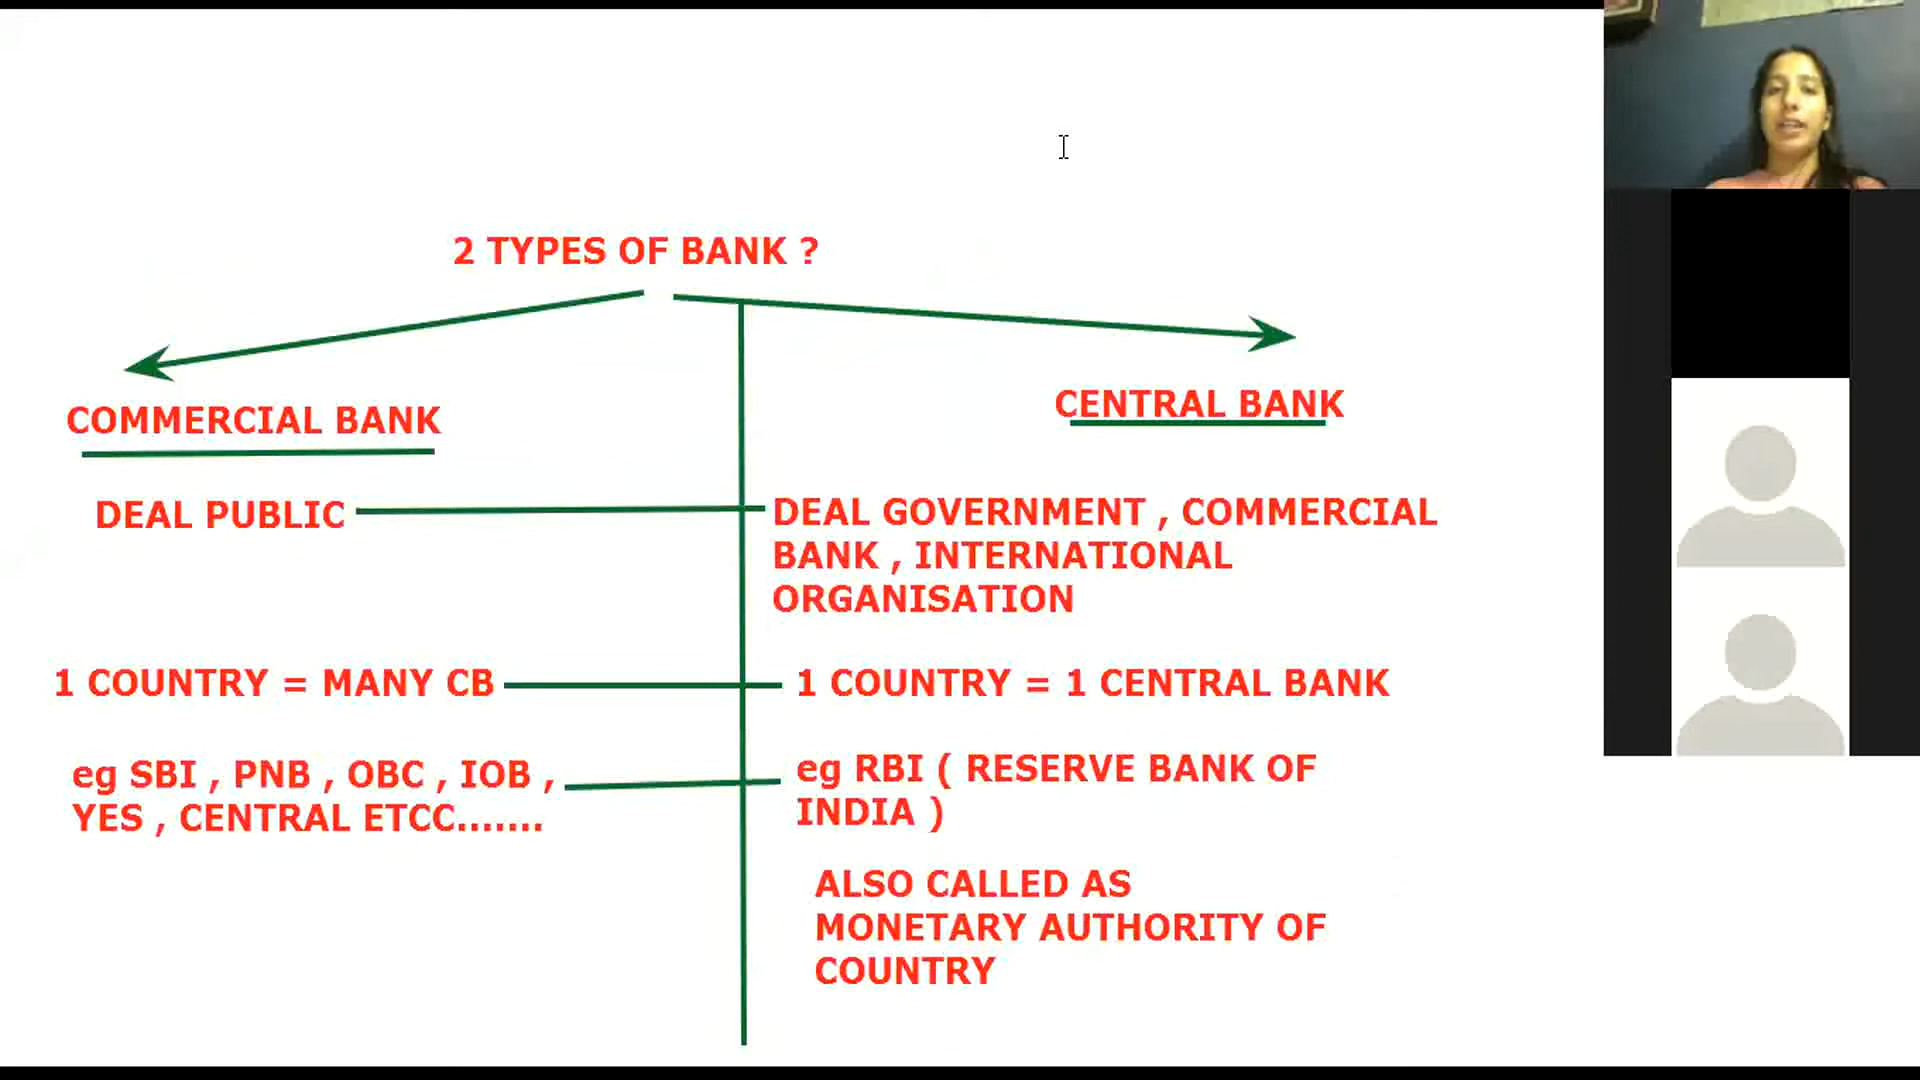 2 TYPES OF BANK ?
COMMERCIAL BANK
CENTRAL BANK
DEAL PUBLIC
DEAL GOVERNMENT , COMMERCIAL
BANK , INTERNATIONAL
ORGANISATION
1 COUNTRY = MANY CB
1 COUNTRY = 1 CENTRAL BANK
eg SBI , PNB , OBC , IOB ,
YES , CENTRAL ETCC.......
eg RBI ( RESERVE BANK OF
INDIA )
ALSO CALLED AS
MONETARY AUTHORITY OF
COUNTRY